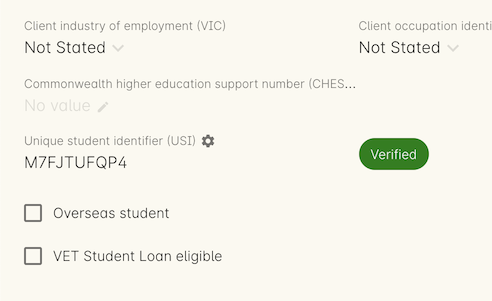 Client industry of employment (VIC)
Client occupation identi
Not Stated
Not Stated
Commonwealth higher education support number (CHES...
No value
Unique student identifier (USI)
M7FJTUFQP4
Verified
Overseas student
VET Student Loan eligible